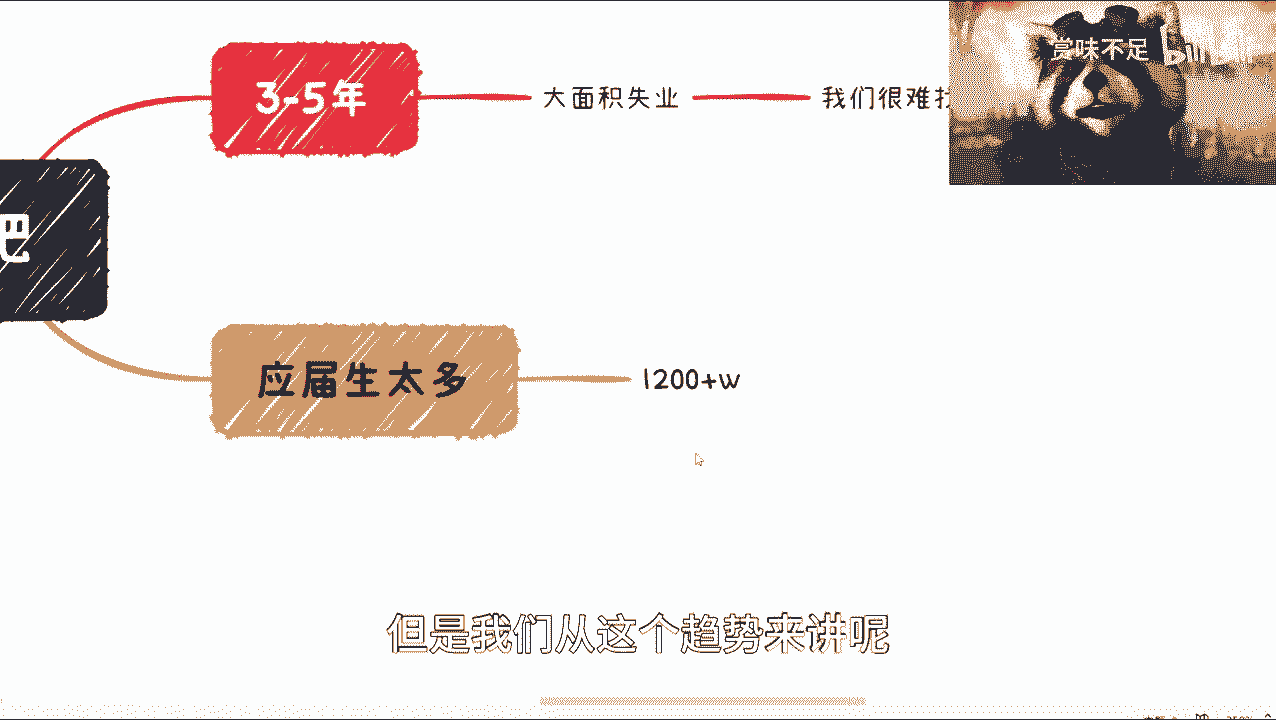 3-5年
大面积失业
我们很难
赏味不足
bilibili
吧
应届生太多
1200+w
但是我们从这个趋势来讲呢